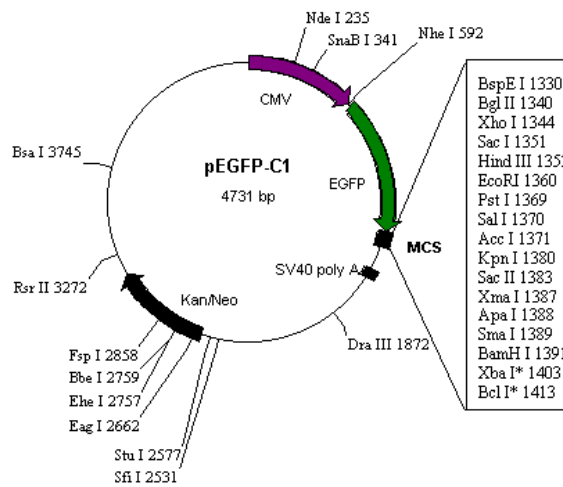 Nde I 235
SnaB I 341
Nhe I 592
CMV
Bsa I 3745
pEGFP-C1
4731 bp
EGFP
MCS
SV40 poly A
Rsr II 3272
Kan/Neo
Dra III 1872
Fsp I 2858
Bbe I 2759
Ehe I 2757
Eag I 2662
Stu I 2577
Sfi I 2531
BspE I 1330
Bgl II 1340
Xho I 1344
Sac I 1351
Hind III
EcoRI 1360
Pst I 1369
Sal I 1370
Acc I 1371
Kpn I 1380
Sac II 1383
Xma I 1387
Apa I 1388
Sma I 1389
BamH I 1391
Xba I* 1403
Bcl I* 1413